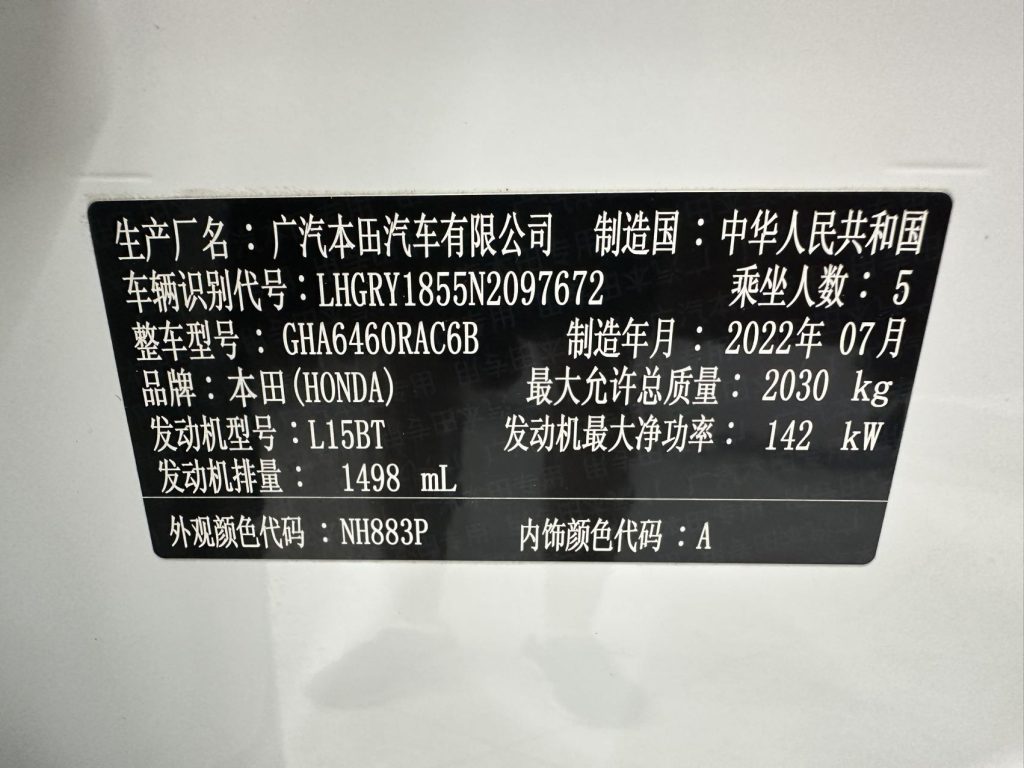 生产厂名：广汽本田汽车有限公司 制造国：中华人民共和国
车辆识别代号：LHGRY1855N2097672 乘坐人数：5
整车型号：GHA6460RAC6B 制造年月：2022年 07月
品牌：本田(HONDA) 最大允许总质量：2030 kg
发动机型号：L15BT 发动机最大净功率：142 kW
发动机排量：1498 mL
外观颜色代码：NH883P 内饰颜色代码：A